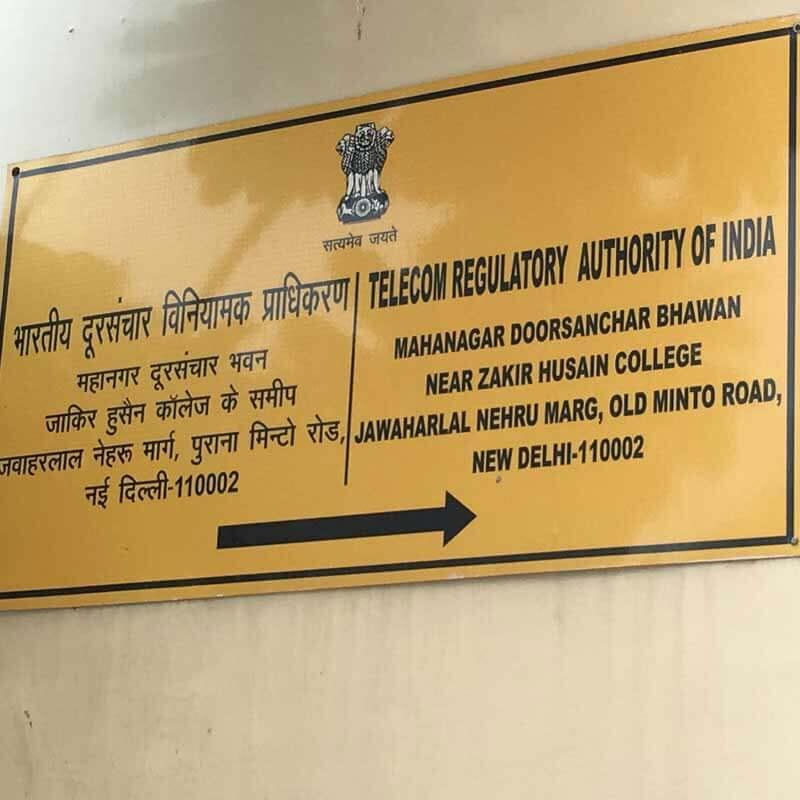 सत्यमेव जयते
भारतीय दूरसंचार विनियामक प्राधिकरण
महानगर दूरसंचार भवन
जाकिर हुसैन कॉलेज के समीप
जवाहरलाल नेहरू मार्ग, पुराना मिन्टो रोड,
नई दिल्ली-110002
TELECOM REGULATORY AUTHORITY OF INDIA
MAHANAGAR DOORSANCHAR BHAWAN
NEAR ZAKIR HUSAIN COLLEGE
JAWAHARLAL NEHRU MARG, OLD MINTO ROAD,
NEW DELHI-110002